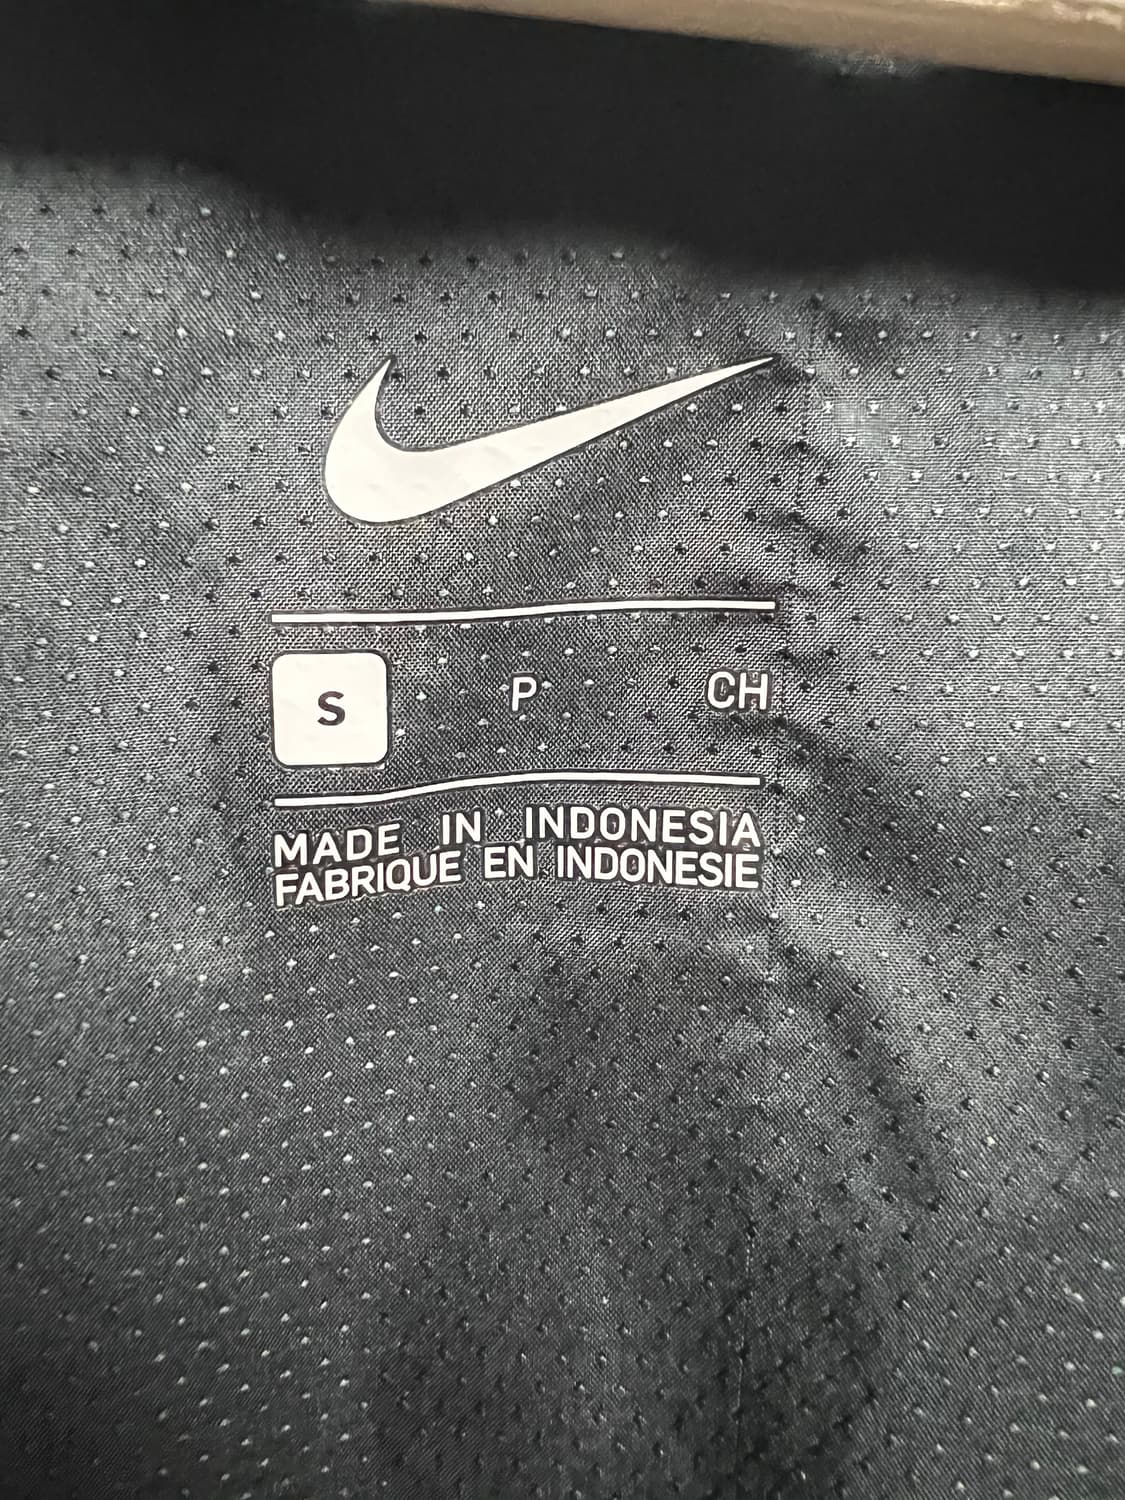 S P CH
MADE IN INDONESIA
FABRIQUE EN INDONESIE